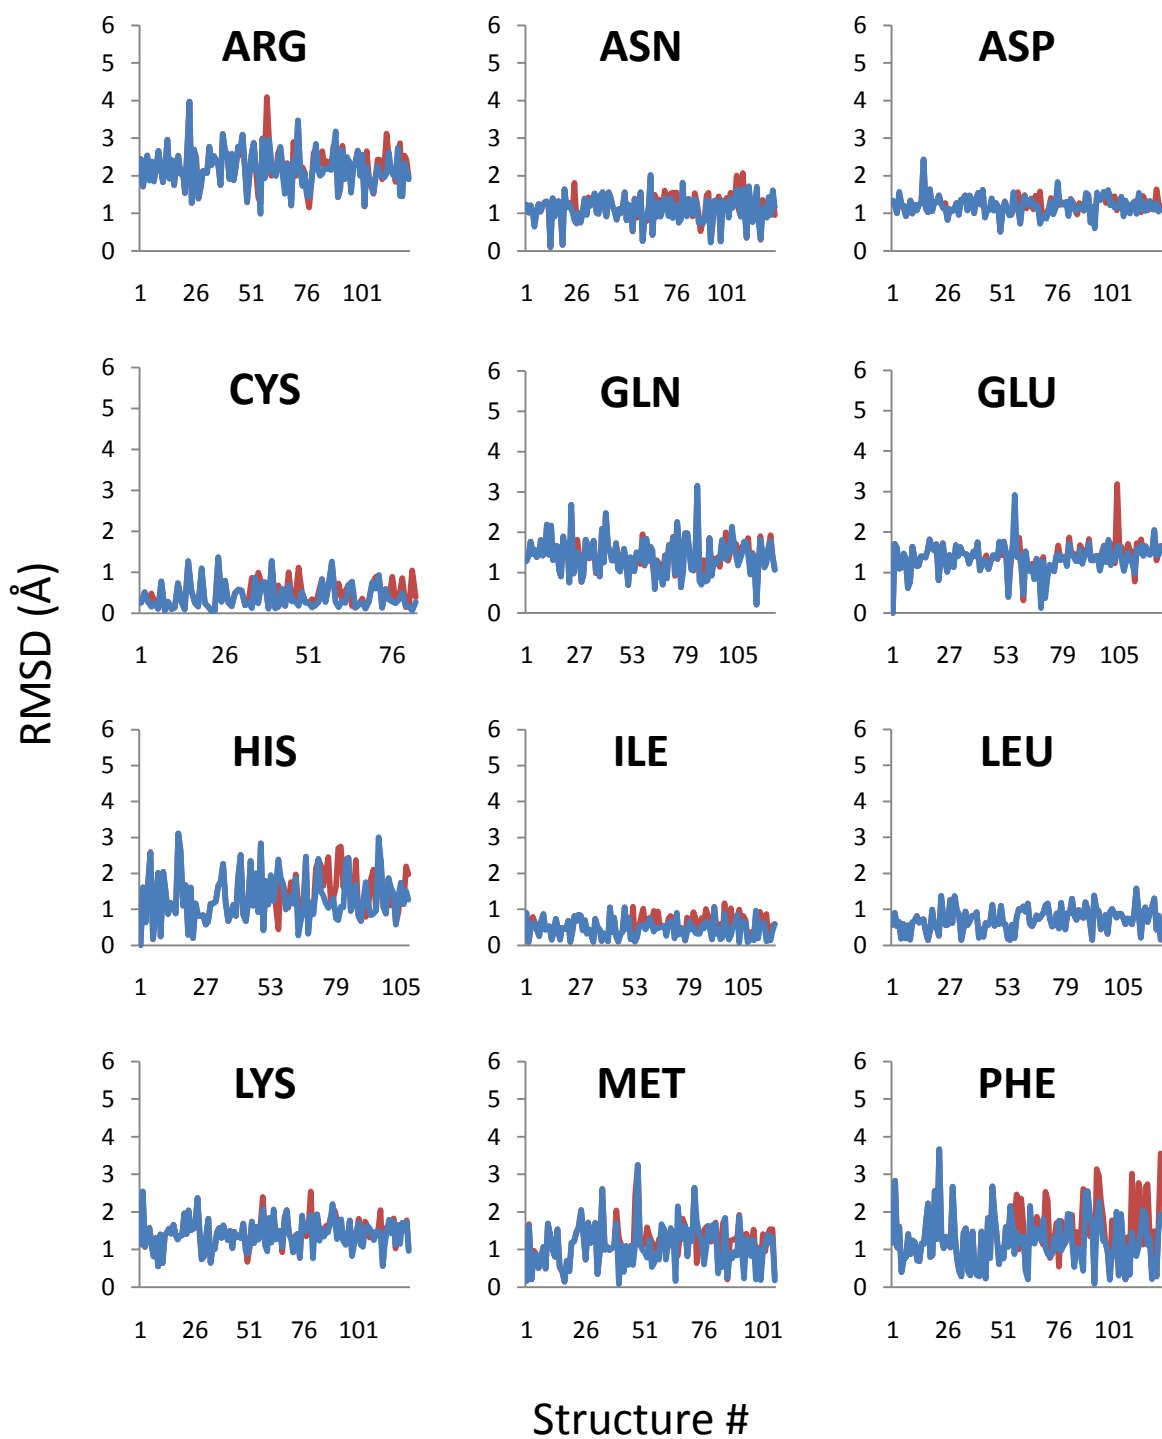 ARG ASN ASP
6 6 6
5 5 5
4 4 4
3 3 3
2 2 2
1 1 1
0 0 0
1 26 51 76 101 1 26 51 76 101 1 26 51 76 101
CYS GLN GLU
6 6 6
5 5 5
4 4 4
3 3 3
2 2 2
1 1 1
0 0 0
1 26 51 76 1 27 53 79 105 1 27 53 79 105
RMSD (Å)
HIS ILE LEU
6 6 6
5 5 5
4 4 4
3 3 3
2 2 2
1 1 1
0 0 0
1 27 53 79 105 1 27 53 79 105 1 27 53 79 105
LYS MET PHE
6 6 6
5 5 5
4 4 4
3 3 3
2 2 2
1 1 1
0 0 0
1 26 51 76 101 1 26 51 76 101 1 26 51 76 101
Structure #